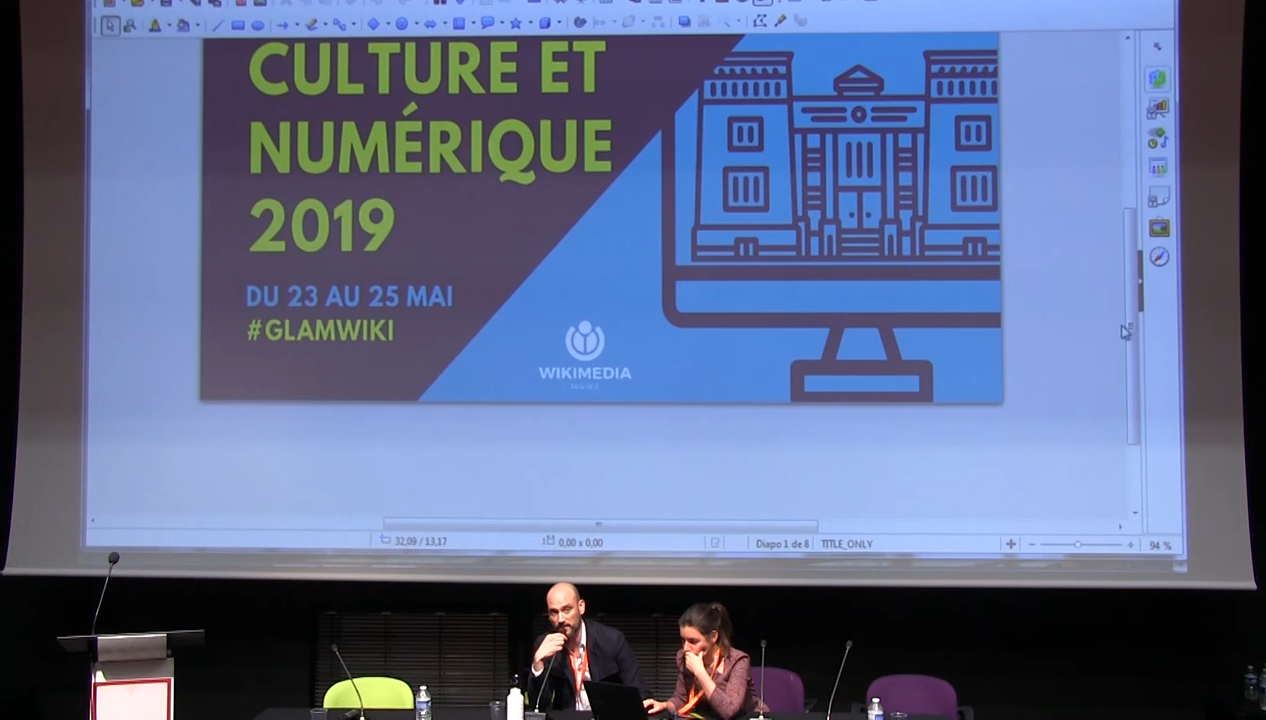 CULTURE ET
NUMÉRIQUE
2019
DU 23 AU 25 MAI
#GLAMWIKI
WIKIMEDIA
32,09 / 13,17
0,00 x 0,00
Diapo 1 de 8
TITLE_ONLY
94 %